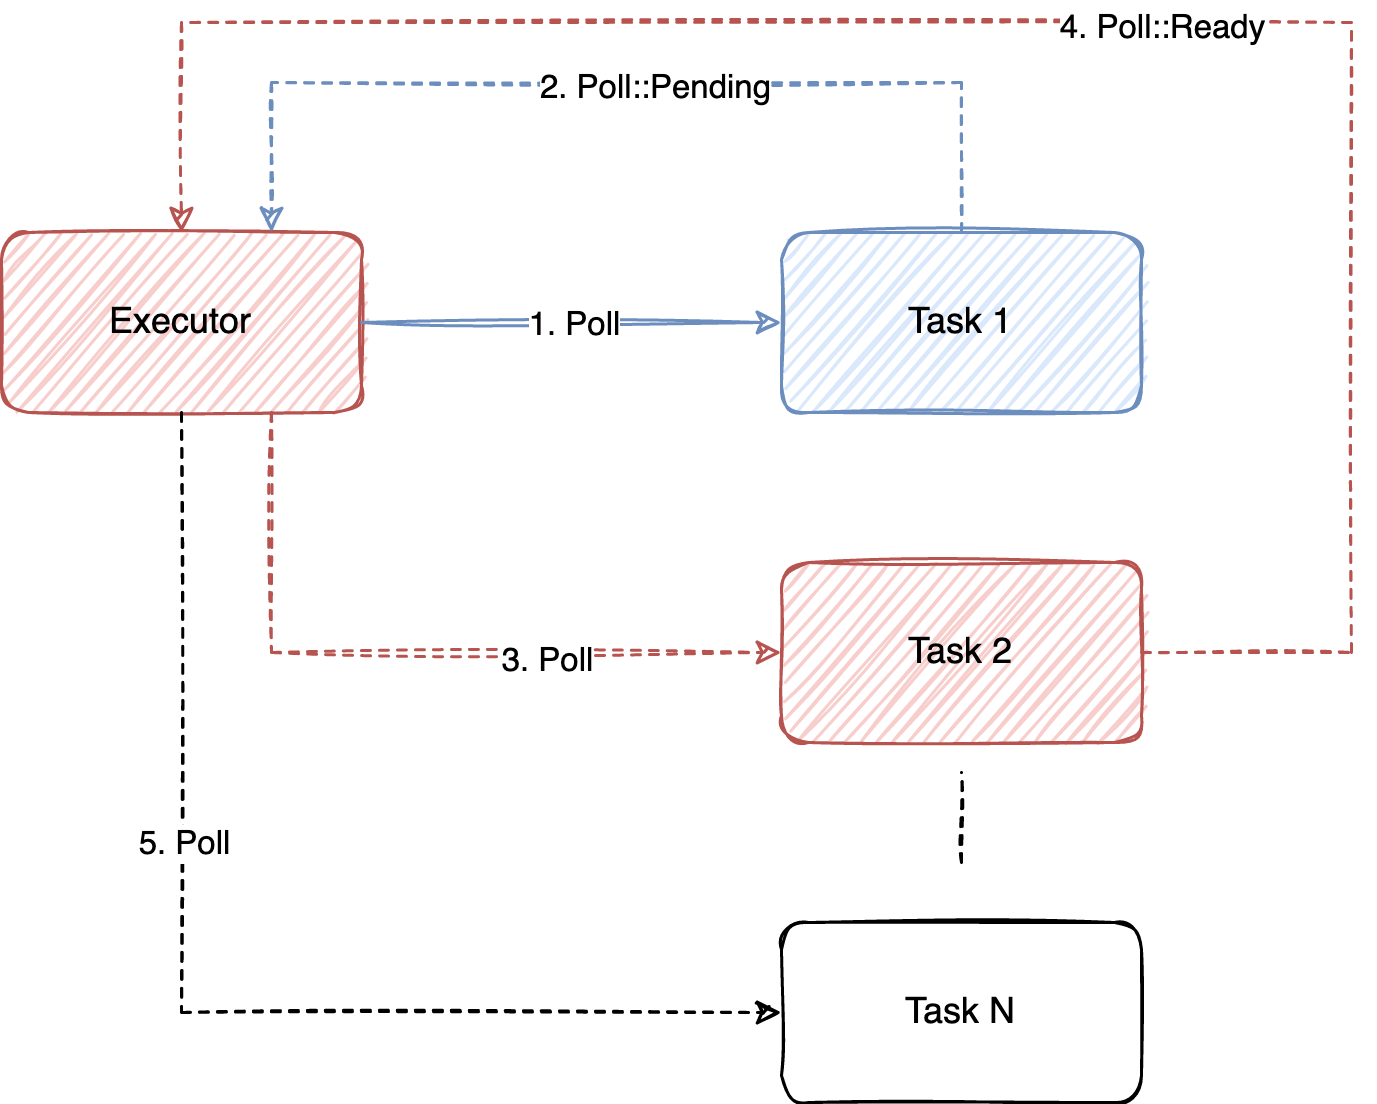 4. Poll::Ready
2. Poll::Pending
Executor
1. Poll
Task 1
3. Poll
Task 2
5. Poll
Task N